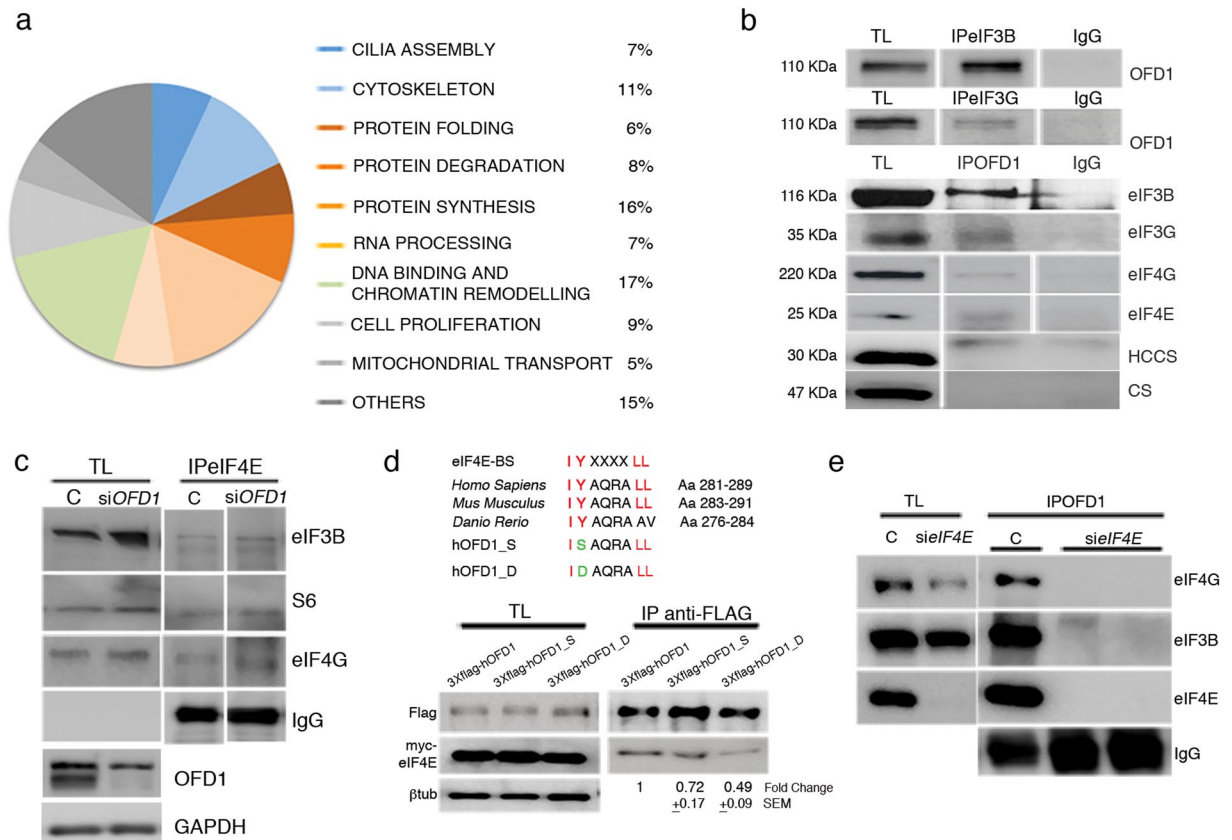 a
CILIA ASSEMBLY 7%
CYTOSKELETON 11%
PROTEIN FOLDING 6%
PROTEIN DEGRADATION 8%
PROTEIN SYNTHESIS 16%
RNA PROCESSING 7%
DNA BINDING AND
CHROMATIN REMODELLING 17%
CELL PROLIFERATION 9%
MITOCHONDRIAL TRANSPORT 5%
OTHERS 15%
b
TL IPeIF3B IgG
110 KDa OFD1
TL IPeIF3G IgG
110 KDa OFD1
TL IPOFD1 IgG
116 KDa eIF3B
35 KDa eIF3G
220 KDa eIF4G
25 KDa eIF4E
30 KDa HCCS
47 KDa CS
c
TL IPeIF4E
C siOFD1 C siOFD1
eIF3B
S6
eIF4G
IgG
OFD1
GAPDH
d
eIF4E-BS I Y XXXX LL
Homo Sapiens I Y AQRA LL Aa 281-289
Mus Musculus I Y AQRA LL Aa 283-291
Danio Rerio I Y AQRA AV Aa 276-284
hOFD1_S I S AQRA LL
hOFD1_D I D AQRA LL
TL IP anti-FLAG
3Xflag-hOFD1 3Xflag-hOFD1_S 3Xflag-hOFD1_D 3Xflag-hOFD1 3Xflag-hOFD1_S 3Xflag-hOFD1_D
Flag
myc-
eIF4E
βtub
1 0.72 0.49 Fold Change
±0.17 ±0.09 SEM
e
TL IPOFD1
C sieIF4E C sieIF4E
eIF4G
eIF3B
eIF4E
IgG